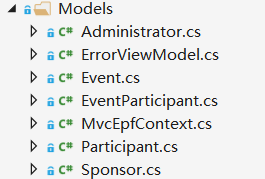 Models
C# Administrator.cs
C# ErrorViewModel.cs
C# Event.cs
C# EventParticipant.cs
C# MvcEpfContext.cs
C# Participant.cs
C# Sponsor.cs